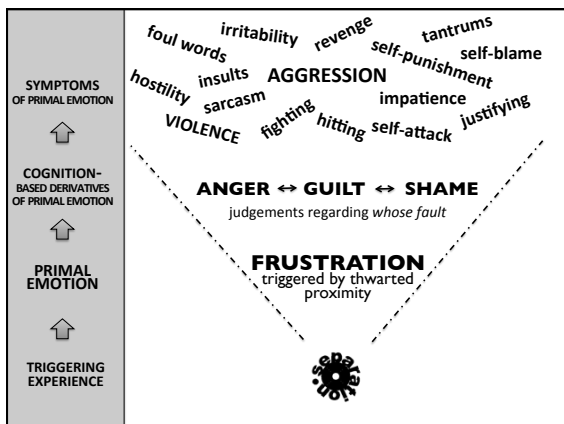 foul words
irritability
revenge
tantrums
self-punishment
self-blame
hostility
insults
AGGRESSION
sarcasm
impatience
VIOLENCE
fighting
hitting
self-attack
justifying
SYMPTOMS
OF PRIMAL EMOTION
COGNITION-
BASED DERIVATIVES
OF PRIMAL EMOTION
ANGER ↔ GUILT ↔ SHAME
judgements regarding whose fault
PRIMAL
EMOTION
FRUSTRATION
triggered by thwarted
proximity
TRIGGERING
EXPERIENCE
separation